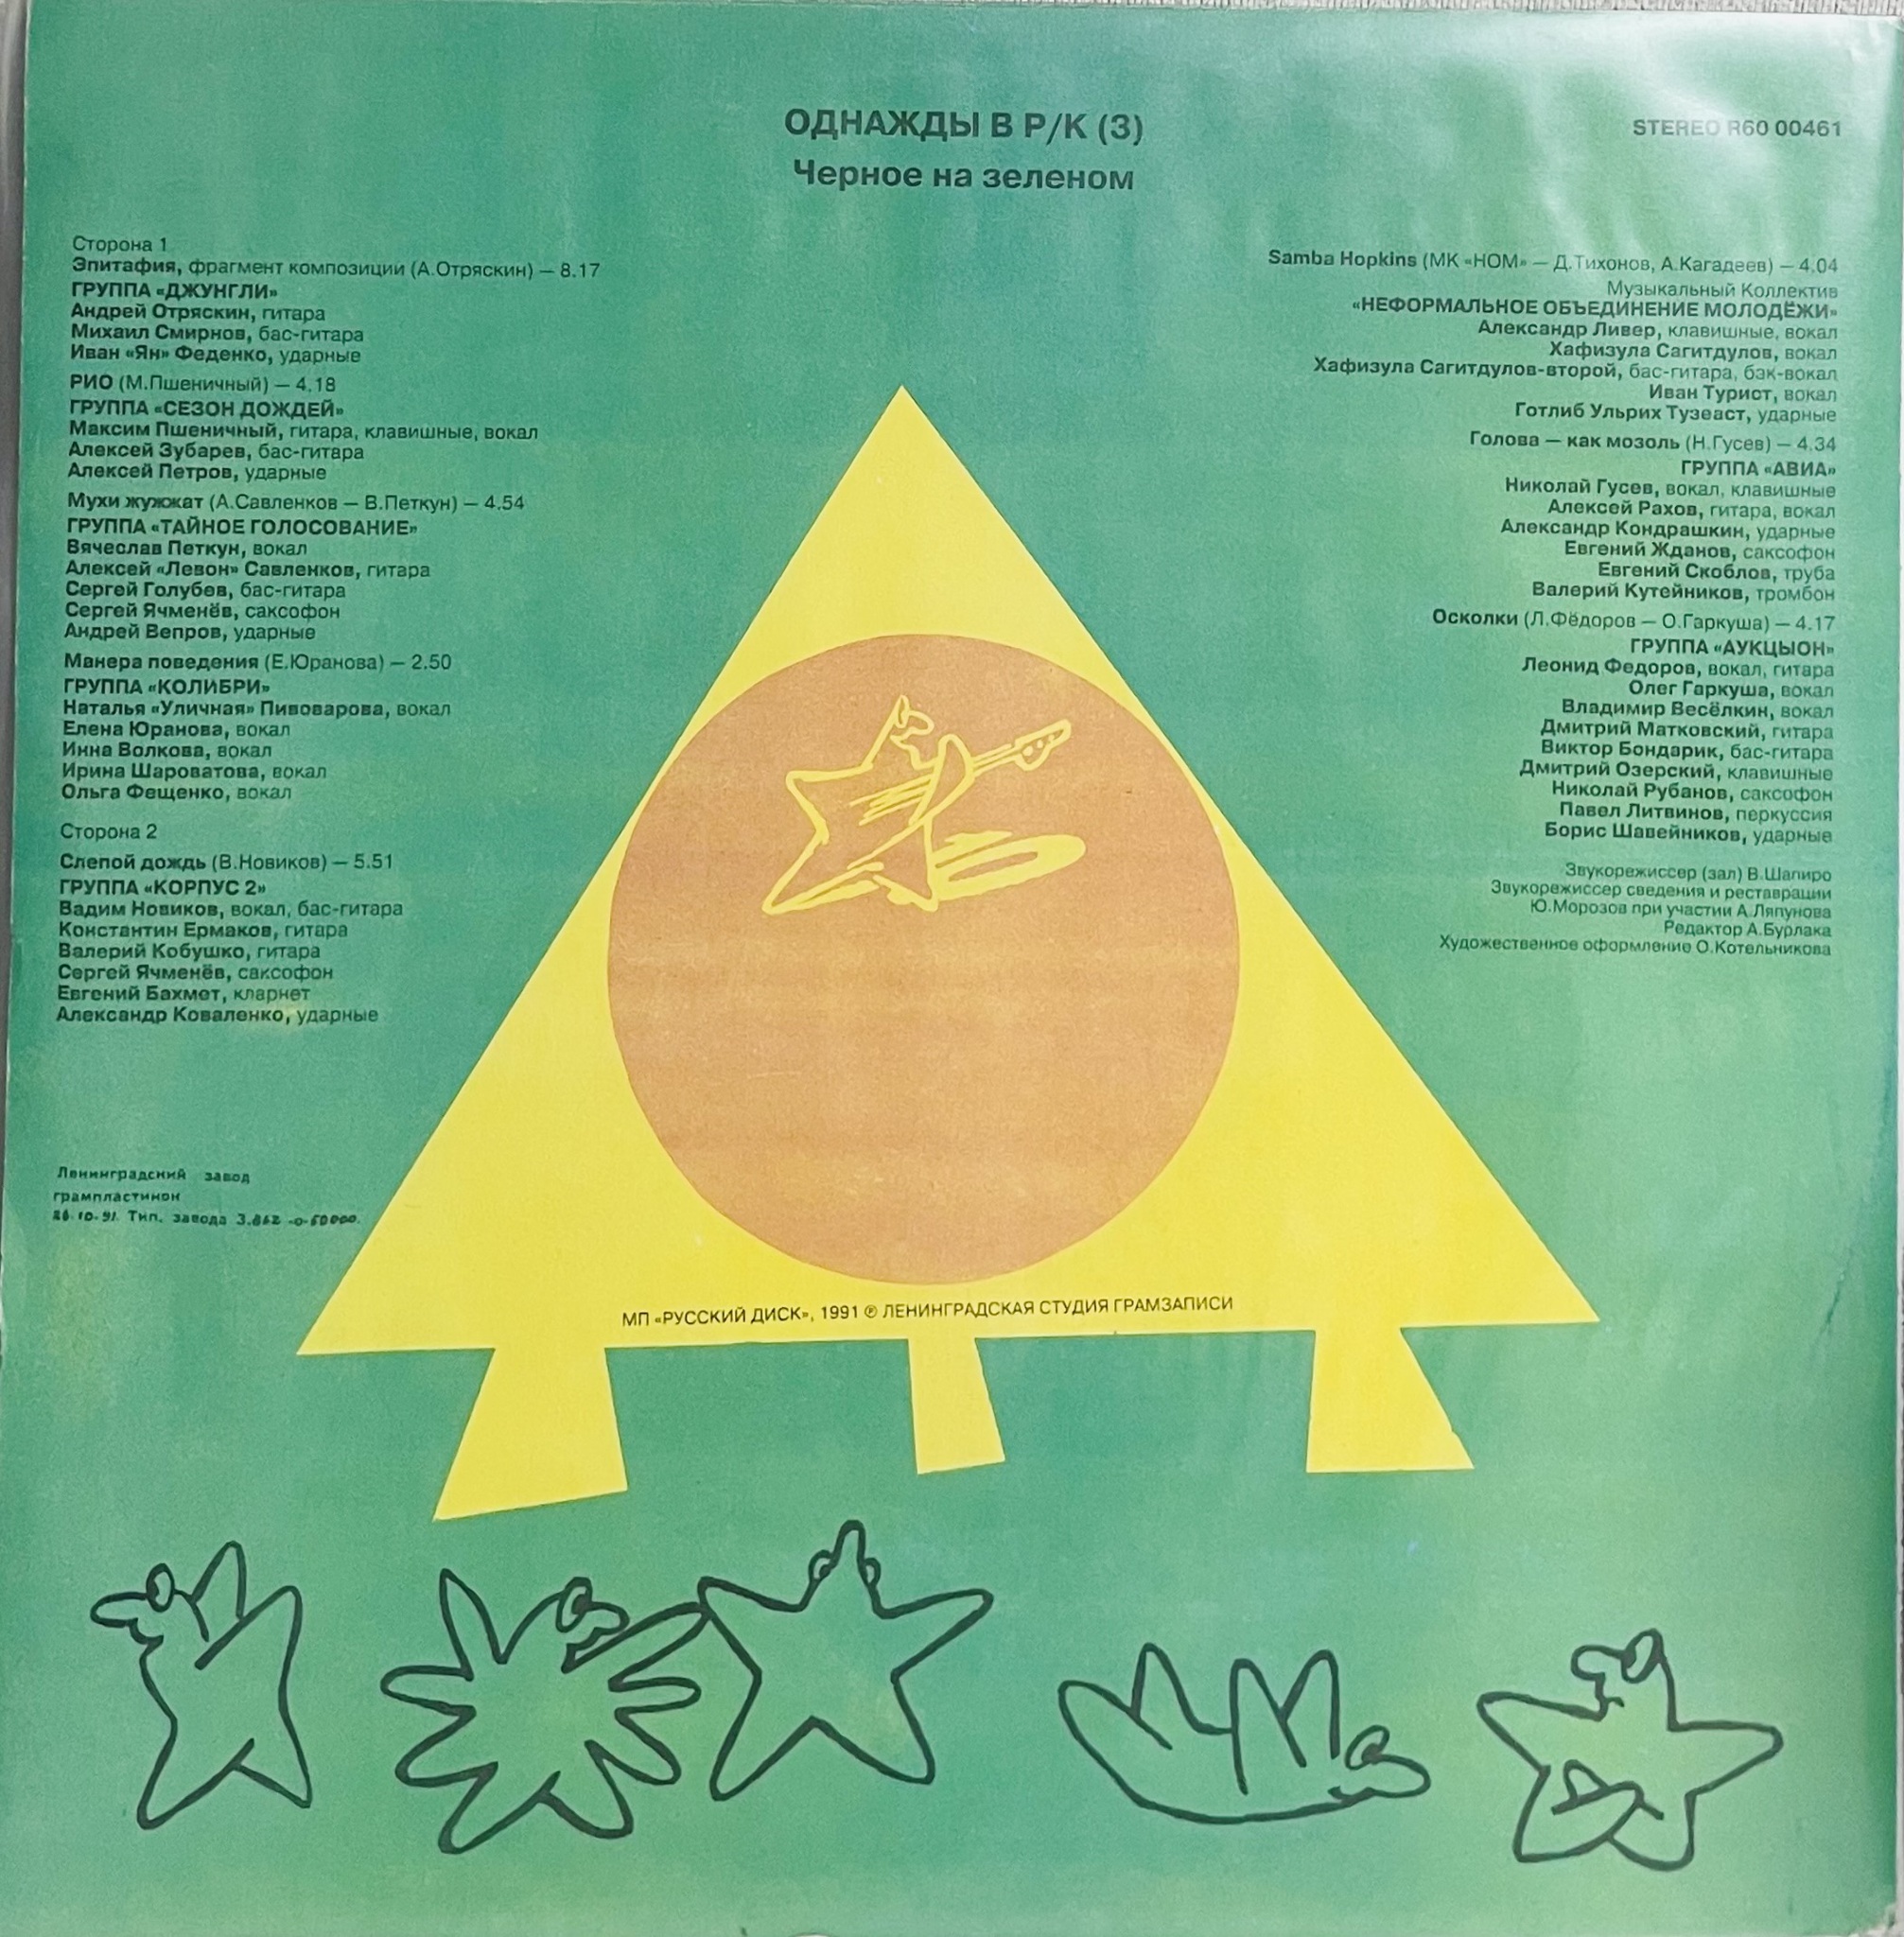 ОДНАЖДЫ В Р/К (3)
Черное на зеленом
STEREO R60 00461
Сторона 1
Эпитафия, фрагмент композиции (А.Отряскин) — 8.17
ГРУППА «ДЖУНГЛИ»
Андрей Отряскин, гитара
Михаил Смирнов, бас-гитара
Иван «Ян» Феденко, ударные
РИО (М.Пшеничный) — 4.18
ГРУППА «СЕЗОН ДОЖДЕЙ»
Максим Пшеничный, гитара, клавишные, вокал
Алексей Зубарев, бас-гитара
Алексей Петров, ударные
Мухи жужжат (А.Савленков — В.Петкун) — 4.54
ГРУППА «ТАЙНОЕ ГОЛОСОВАНИЕ»
Вячеслав Петкун, вокал
Алексей «Левон» Савленков, гитара
Сергей Голубев, бас-гитара
Сергей Ячменёв, саксофон
Андрей Вепров, ударные
Манера поведения (Е.Юранова) — 2.50
ГРУППА «КОЛИБРИ»
Наталья «Уличная» Пивоварова, вокал
Елена Юранова, вокал
Инна Волкова, вокал
Ирина Шароватова, вокал
Ольга Фещенко, вокал
Сторона 2
Слепой дождь (В.Новиков) — 5.51
ГРУППА «КОРПУС 2»
Вадим Новиков, вокал, бас-гитара
Константин Ермаков, гитара
Валерий Кобушко, гитара
Сергей Ячменёв, саксофон
Евгений Бахмет, кларнет
Александр Коваленко, ударные
Samba Hopkins (МК «НОМ» — Д.Тихонов, А.Кагадеев) — 4.04
Музыкальный Коллектив
«НЕФОРМАЛЬНОЕ ОБЪЕДИНЕНИЕ МОЛОДЁЖИ»
Александр Ливер, клавишные, вокал
Хафизула Сагитдулов, вокал
Хафизула Сагитдулов-второй, бас-гитара, бэк-вокал
Иван Турист, вокал
Готлиб Ульрих Тузеаст, ударные
Голова — как мозоль (Н.Гусев) — 4.34
ГРУППА «АВИА»
Николай Гусев, вокал, клавишные
Алексей Рахов, гитара, вокал
Александр Кондрашкин, ударные
Евгений Жданов, саксофон
Евгений Скоблов, труба
Валерий Кутейников, тромбон
Осколки (Л.Фёдоров — О.Гаркуша) — 4.17
ГРУППА «АУКЦЫОН»
Леонид Федоров, вокал, гитара
Олег Гаркуша, вокал
Владимир Весёлкин, вокал
Дмитрий Матковский, гитара
Виктор Бондарик, бас-гитара
Дмитрий Озерский, клавишные
Николай Рубанов, саксофон
Павел Литвинов, перкуссия
Борис Шавейников, ударные
Звукорежиссер (зал) В.Шапиро
Звукорежиссер сведения и реставрации
Ю.Морозов при участии А.Ляпунова
Редактор А.Бурлака
Художественное оформление О.Котельникова
Ленинградский завод
грампластинок
Тип. завода
МП «РУССКИЙ ДИСК», 1991 ℗ ЛЕНИНГРАДСКАЯ СТУДИЯ ГРАМЗАПИСИ